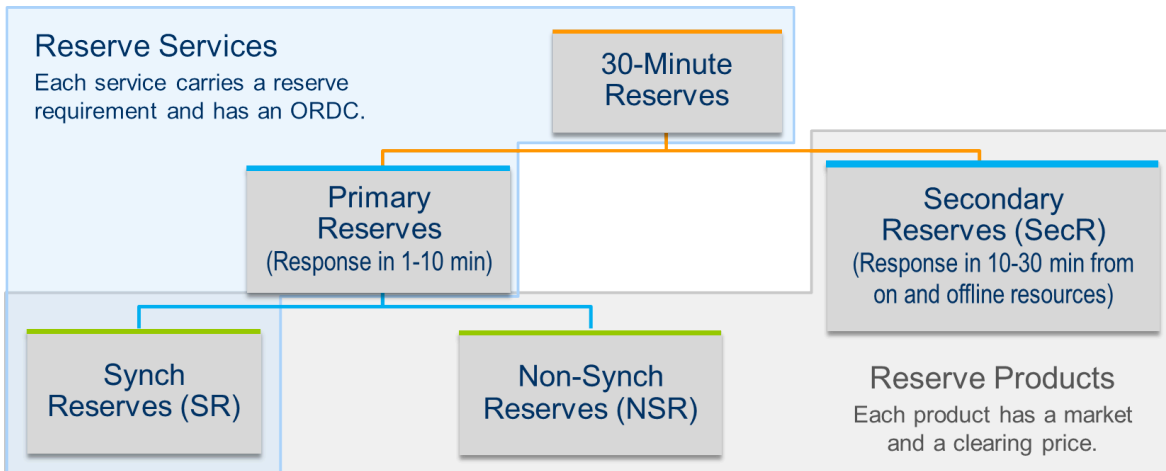 Reserve Services
Each service carries a reserve
requirement and has an ORDC.
30-Minute
Reserves
Primary
Reserves
(Response in 1-10 min)
Secondary
Reserves (SecR)
(Response in 10-30 min from
on and offline resources)
Synch
Reserves (SR)
Non-Synch
Reserves (NSR)
Reserve Products
Each product has a market
and a clearing price.